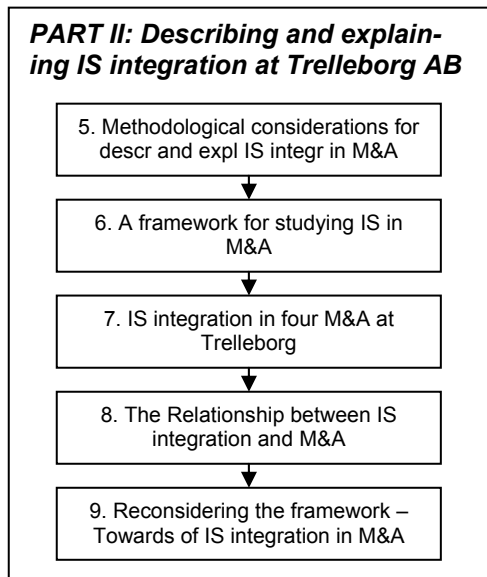 PART II: Describing and explain-
ing IS integration at Trelleborg AB
5. Methodological considerations for
descr and expl IS integr in M&A
6. A framework for studying IS in
M&A
7. IS integration in four M&A at
Trelleborg
8. The Relationship between IS
integration and M&A
9. Reconsidering the framework –
Towards of IS integration in M&A